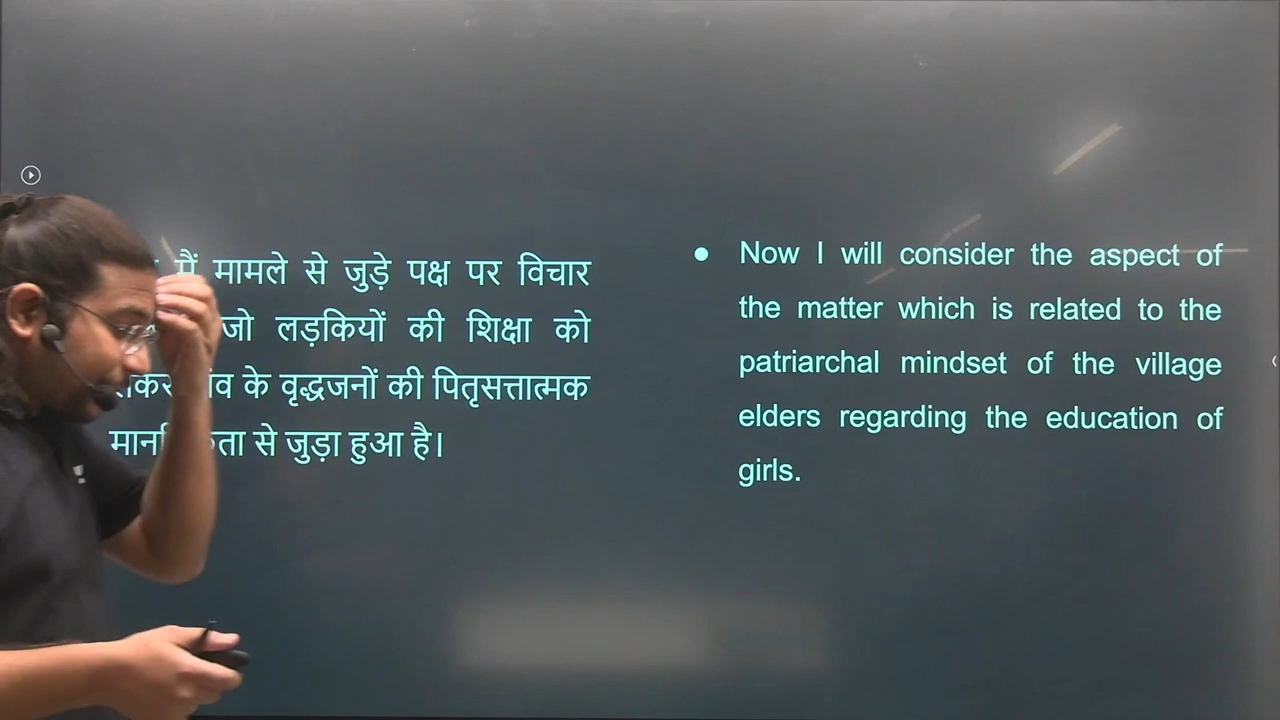 मैं मामले से जुड़े पक्ष पर विचार
जो लड़कियों की शिक्षा को
के वृद्धजनों की पितृसत्तात्मक
से जुड़ा हुआ है।
● Now I will consider the aspect of
the matter which is related to the
patriarchal mindset of the village
elders regarding the education of
girls.